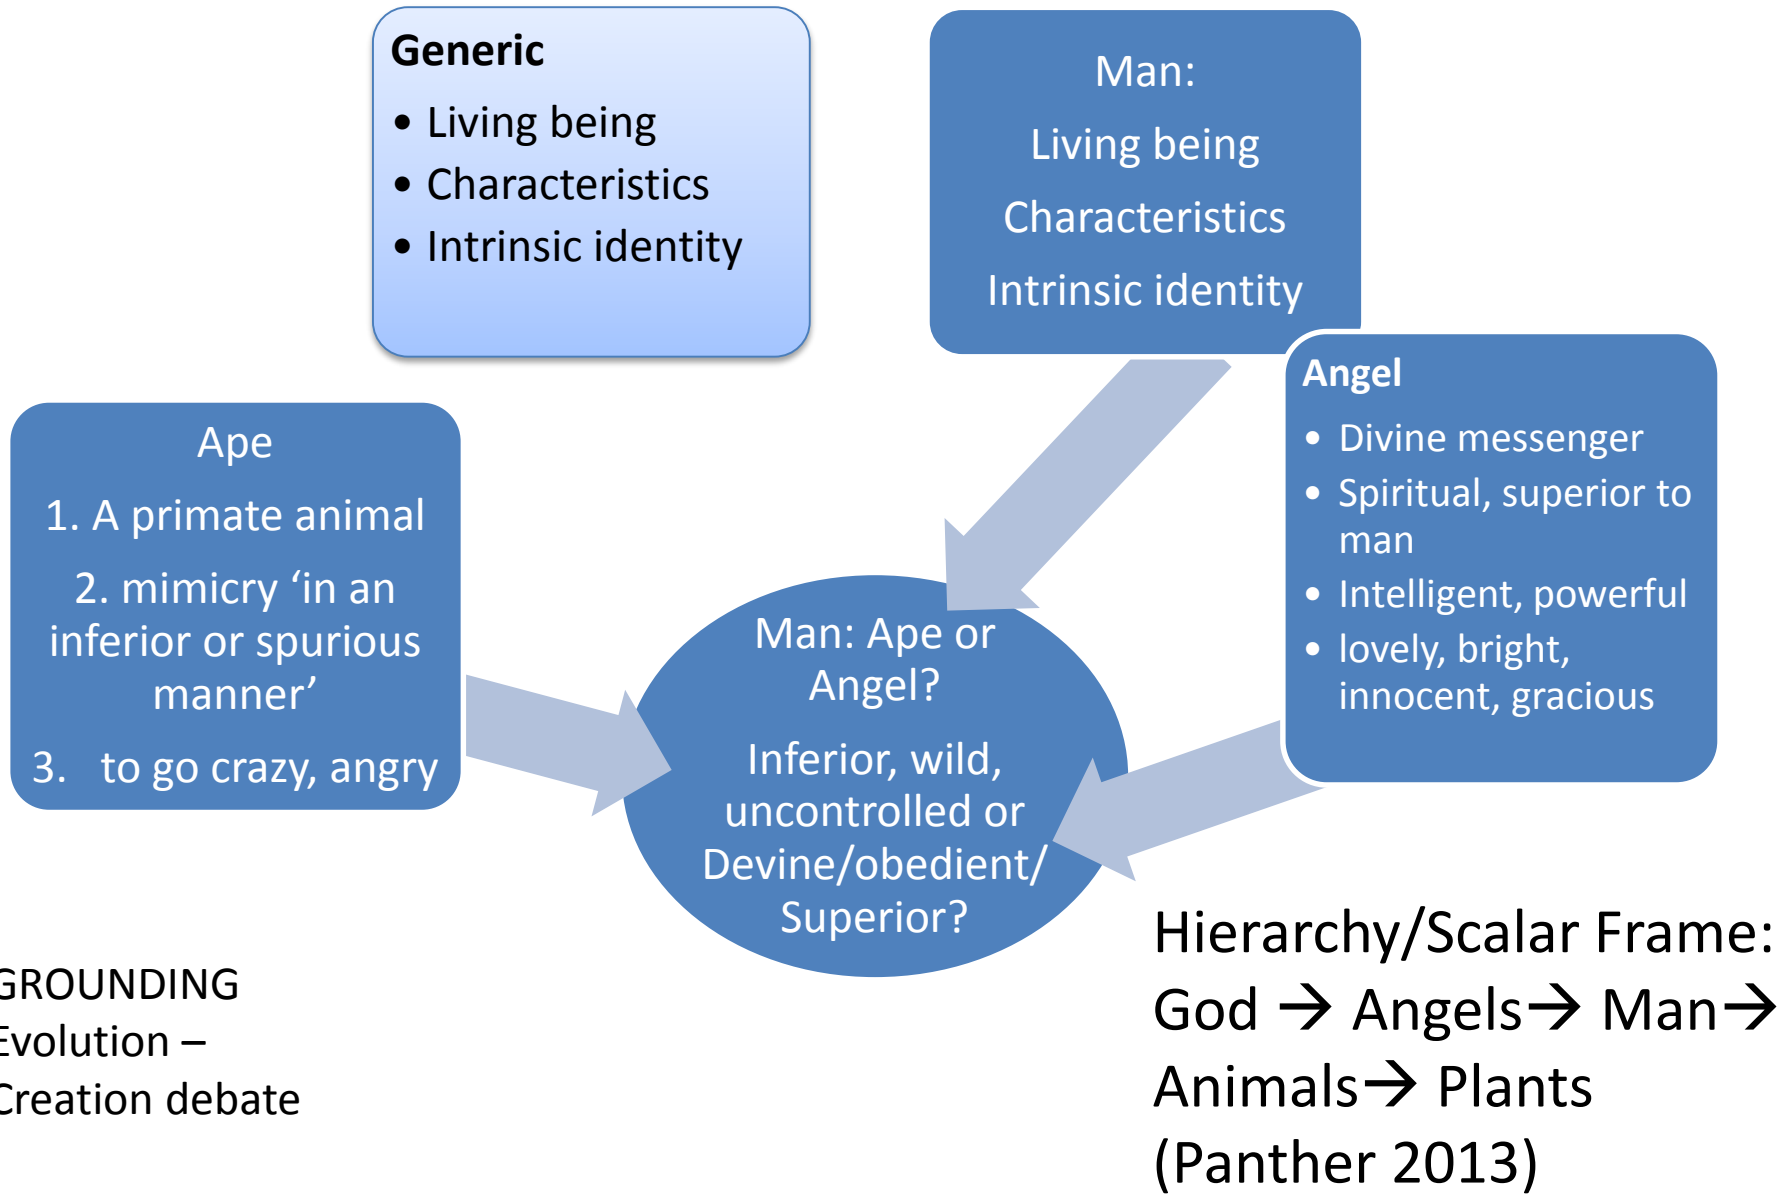 Generic
• Living being
• Characteristics
• Intrinsic identity
Man:
Living being
Characteristics
Intrinsic identity
Angel
• Divine messenger
• Spiritual, superior to
man
• Intelligent, powerful
• lovely, bright,
innocent, gracious
Ape
1. A primate animal
2. mimicry ‘in an
inferior or spurious
manner’
3. to go crazy, angry
Man: Ape or
Angel?
Inferior, wild,
uncontrolled or
Devine/obedient/
Superior?
GROUNDING
Evolution –
Creation debate
Hierarchy/Scalar Frame:
God → Angels→ Man→
Animals→ Plants
(Panther 2013)